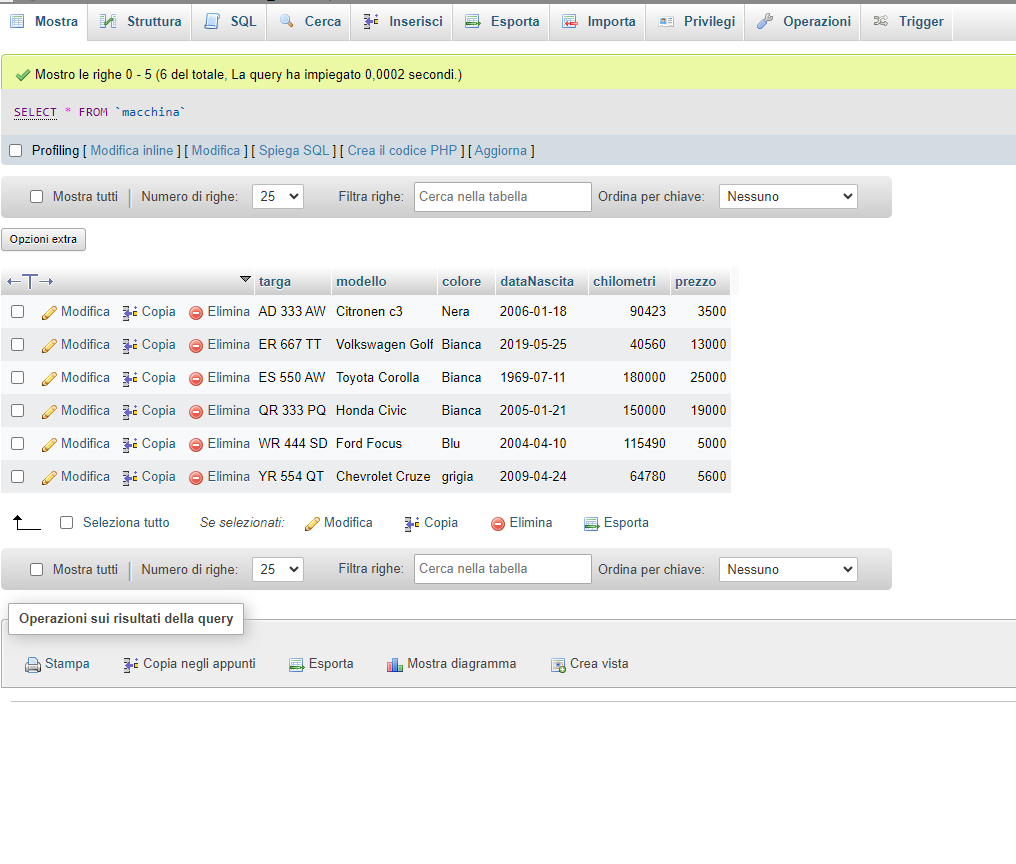 Mostra Struttura SQL Cerca Inserisci Esporta Importa Privilegi Operazioni Trigger
Mostro le righe 0 - 5 (6 del totale, La query ha impiegato 0,0002 secondi.)
SELECT * FROM `macchina`
Profiling [ Modifica inline ] [ Modifica ] [ Spiega SQL ] [ Crea il codice PHP ] [ Aggiorna ]
Mostra tutti Numero di righe: 25 Filtra righe: Cerca nella tabella Ordina per chiave: Nessuno
Opzioni extra
targa modello colore dataNascita chilometri prezzo
Modifica Copia Elimina AD 333 AW Citronen c3 Nera 2006-01-18 90423 3500
Modifica Copia Elimina ER 667 TT Volkswagen Golf Bianca 2019-05-25 40560 13000
Modifica Copia Elimina ES 550 AW Toyota Corolla Bianca 1969-07-11 180000 25000
Modifica Copia Elimina QR 333 PQ Honda Civic Bianca 2005-01-21 150000 19000
Modifica Copia Elimina WR 444 SD Ford Focus Blu 2004-04-10 115490 5000
Modifica Copia Elimina YR 554 QT Chevrolet Cruze grigia 2009-04-24 64780 5600
Seleziona tutto Se selezionati: Modifica Copia Elimina Esporta
Mostra tutti Numero di righe: 25 Filtra righe: Cerca nella tabella Ordina per chiave: Nessuno
Operazioni sui risultati della query
Stampa Copia negli appunti Esporta Mostra diagramma Crea vista